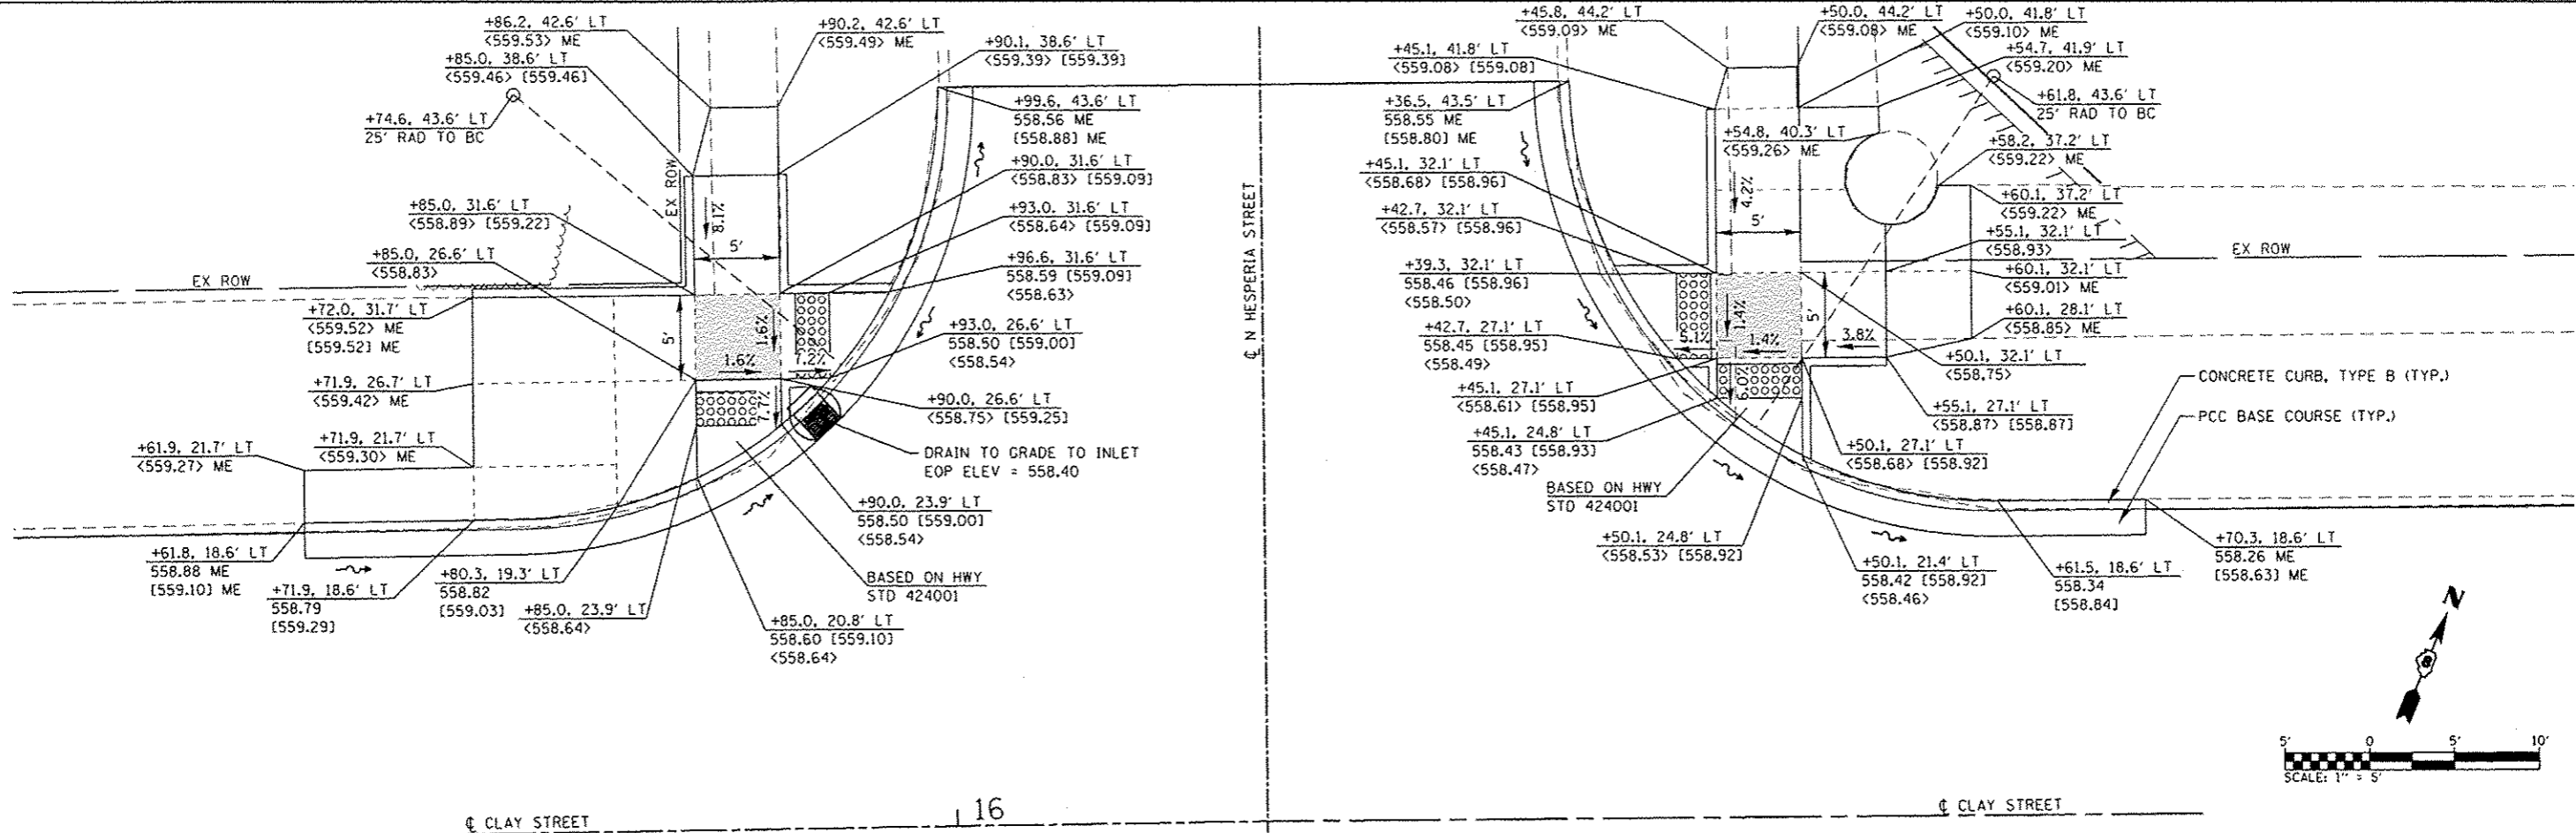 +86.2, 42.6' LT
<559.53> ME
+90.2, 42.6' LT
<559.49> ME
+85.0, 38.6' LT
<559.46> [559.46]
+90.1, 38.6' LT
<559.39> [559.39]
+74.6, 43.6' LT
25' RAD TO BC
+99.6, 43.6' LT
558.56 ME
[558.88] ME
+90.0, 31.6' LT
<558.83> [559.09]
+85.0, 31.6' LT
<558.89> [559.22]
+93.0, 31.6' LT
<558.64> [559.09]
+85.0, 26.6' LT
<558.83>
+96.6, 31.6' LT
558.59 [559.09]
<558.63>
EX ROW
EX ROW
8.1%
5'
5'
1.6%
1.6%
7.2%
7.7%
+72.0, 31.7' LT
<559.52> ME
[559.52] ME
+93.0, 26.6' LT
558.50 [559.00]
<558.54>
+71.9, 26.7' LT
<559.42> ME
+90.0, 26.6' LT
<558.75> [559.25]
+61.9, 21.7' LT
<559.27> ME
+71.9, 21.7' LT
<559.30> ME
DRAIN TO GRADE TO INLET
EOP ELEV = 558.40
+90.0, 23.9' LT
558.50 [559.00]
<558.54>
+61.8, 18.6' LT
558.88 ME
[559.10] ME
+71.9, 18.6' LT
558.79
[559.29]
+80.3, 19.3' LT
558.82
[559.03]
+85.0, 23.9' LT
<558.64>
BASED ON HWY
STD 424001
+85.0, 20.8' LT
558.60 [559.10]
<558.64>
℄ N HESPERIA STREET
+45.8, 44.2' LT
<559.09> ME
+50.0, 44.2' LT
<559.08> ME
+50.0, 41.8' LT
<559.10> ME
+45.1, 41.8' LT
<559.08> [559.08]
+54.7, 41.9' LT
<559.20> ME
+36.5, 43.5' LT
558.55 ME
[558.80] ME
+61.8, 43.6' LT
25' RAD TO BC
+54.8, 40.3' LT
<559.26> ME
+58.2, 37.2' LT
<559.22> ME
+45.1, 32.1' LT
<558.68> [558.96]
+60.1, 37.2' LT
<559.22> ME
+42.7, 32.1' LT
<558.57> [558.96]
+55.1, 32.1' LT
<558.93>
+39.3, 32.1' LT
558.46 [558.96]
<558.50>
+60.1, 32.1' LT
<559.01> ME
EX ROW
4.2%
5'
5'
1.4%
1.4%
5.1%
3.8%
6.0%
+42.7, 27.1' LT
558.45 [558.95]
<558.49>
+60.1, 28.1' LT
<558.85> ME
+50.1, 32.1' LT
<558.75>
+45.1, 27.1' LT
<558.61> [558.95]
+55.1, 27.1' LT
<558.87> [558.87]
+45.1, 24.8' LT
558.43 [558.93]
<558.47>
+50.1, 27.1' LT
<558.68> [558.92]
CONCRETE CURB, TYPE B (TYP.)
PCC BASE COURSE (TYP.)
BASED ON HWY
STD 424001
+50.1, 24.8' LT
<558.53> [558.92]
+50.1, 21.4' LT
558.42 [558.92]
<558.46>
+61.5, 18.6' LT
558.34
[558.84]
+70.3, 18.6' LT
558.26 ME
[558.63] ME
N
5' 0 5' 10'
SCALE: 1" = 5'
℄ CLAY STREET
16
℄ CLAY STREET